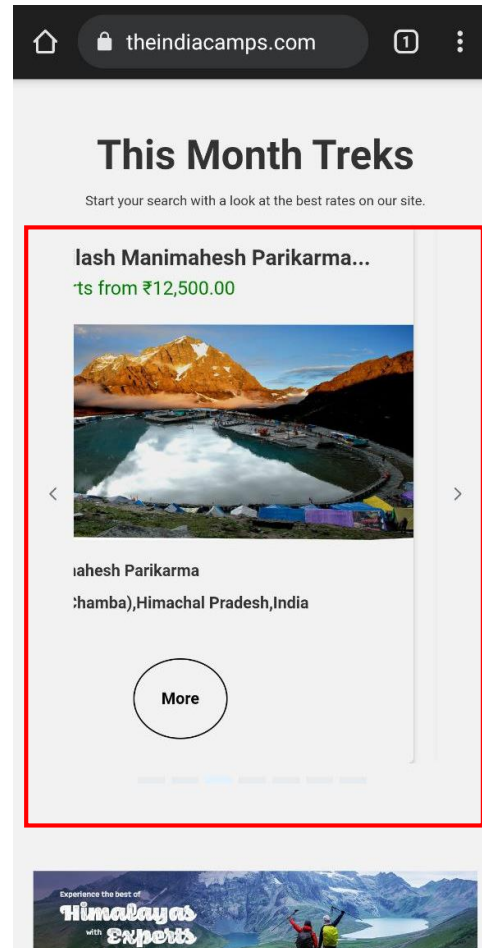 theindiacamps.com
1
This Month Treks
Start your search with a look at the best rates on our site.
lash Manimahesh Parikarma...
ts from ₹12,500.00
ahesh Parikarma
hamba),Himachal Pradesh,India
More
Experience the best of
Himalayas
with Experts